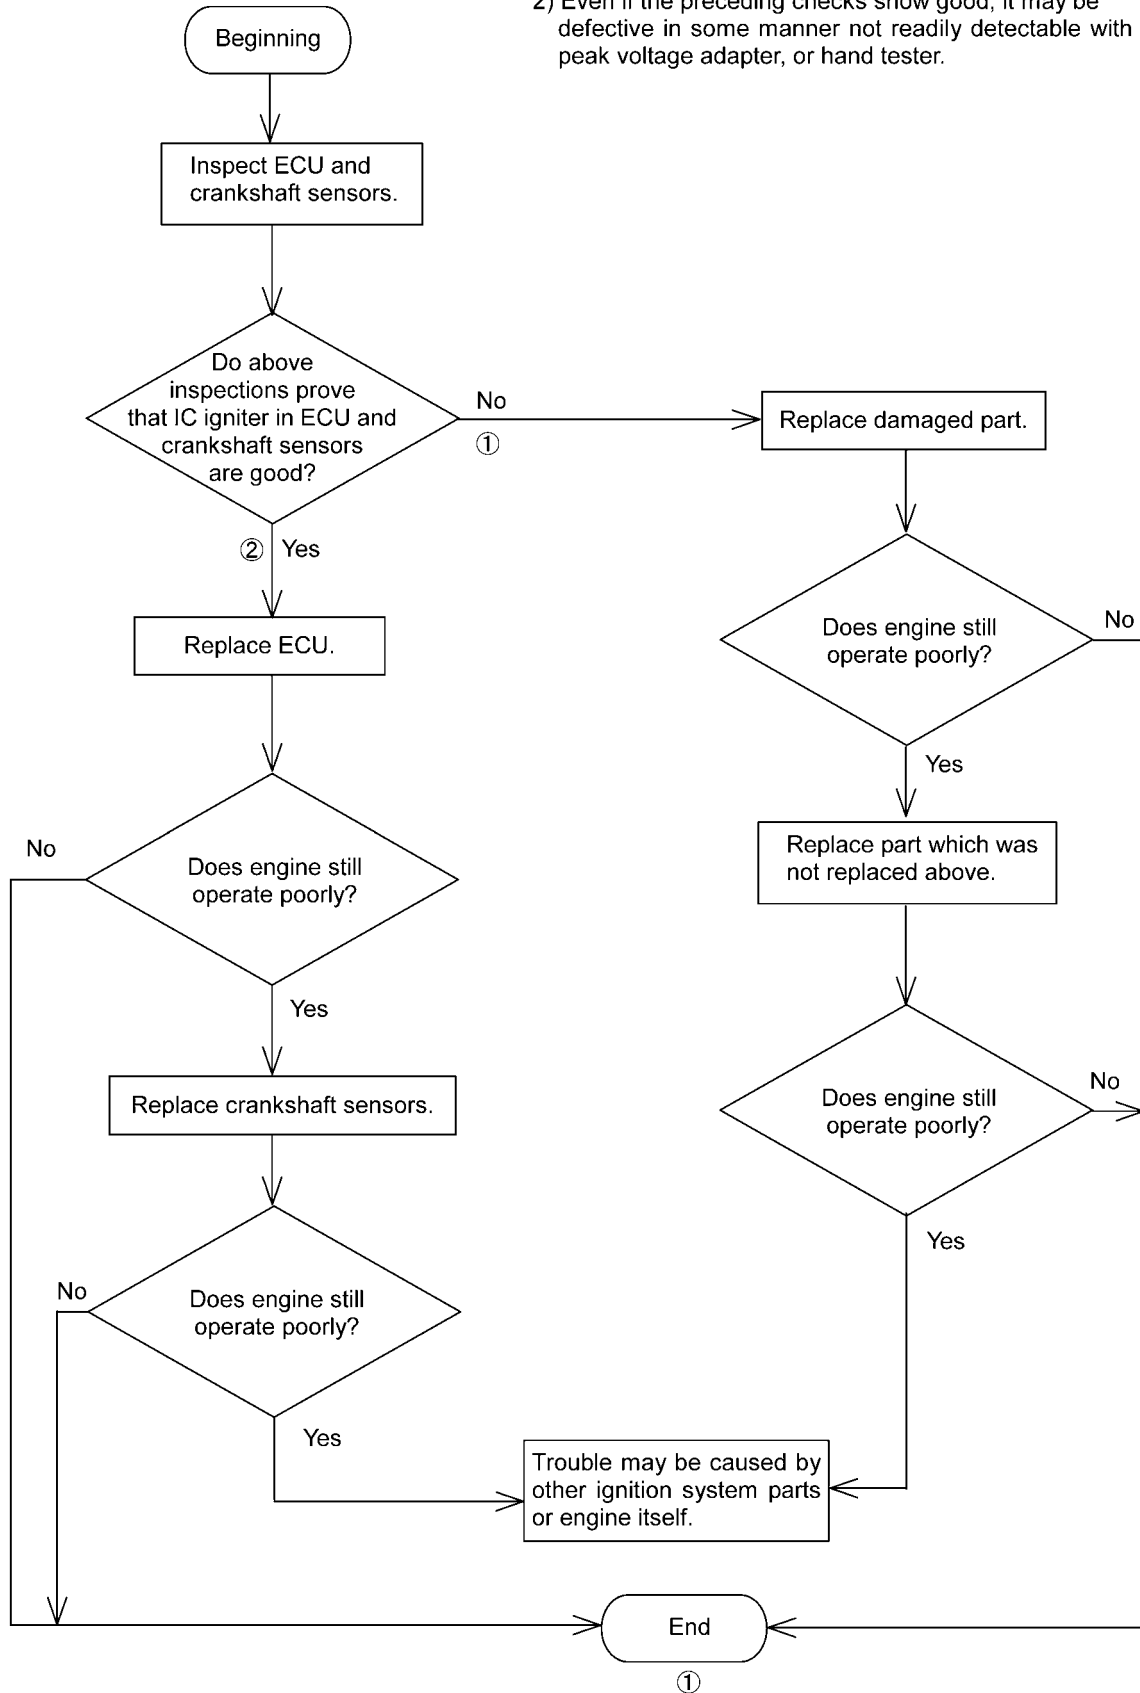 2) Even if the preceding checks show good, it may be
defective in some manner not readily detectable with
peak voltage adapter, or hand tester.
Beginning
Inspect ECU and
crankshaft sensors.
Do above
inspections prove
that IC igniter in ECU and
crankshaft sensors
are good?
No
①
Replace damaged part.
② Yes
Does engine still
operate poorly?
No
Replace ECU.
Yes
Does engine still
operate poorly?
No
Replace part which was
not replaced above.
Yes
Does engine still
operate poorly?
No
Replace crankshaft sensors.
Yes
Does engine still
operate poorly?
No
Yes
Trouble may be caused by
other ignition system parts
or engine itself.
End
①